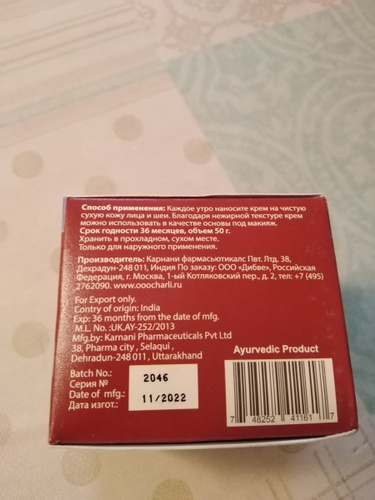 Способ применения: Каждое утро наносите крем на чистую
сухую кожу лица и шеи. Благодаря нежирной текстуре крем
можно использовать в качестве основы под макияж.
Срок годности 36 месяцев, объем 50 г.
Хранить в прохладном, сухом месте.
Только для наружного применения.
Производитель: Карнани фармасьютикалс Пвт. Лтд. 38,
Дехрадун-248 011, Индия По заказу: ООО «Дибве», Российская
Федерация, г. Москва, 1-ый Котляковский пер., д. 2, тел: +7 (495)
2762090. www.ooocharli.ru
For Export only.
Contry of origin: India
Exp: 36 months from the date of mfg.
M.L. No. :UK.AY-252/2013
Mfg.by: Karnani Pharmaceuticals Pvt Ltd
38, Pharma city , Selaqui ,
Dehradun-248 011, Uttarakhand
Ayurvedic Product
Batch No.:
Серия №
2046
Date of mfg.:
Дата изгот.:
11/2022
7 48252 41161 7